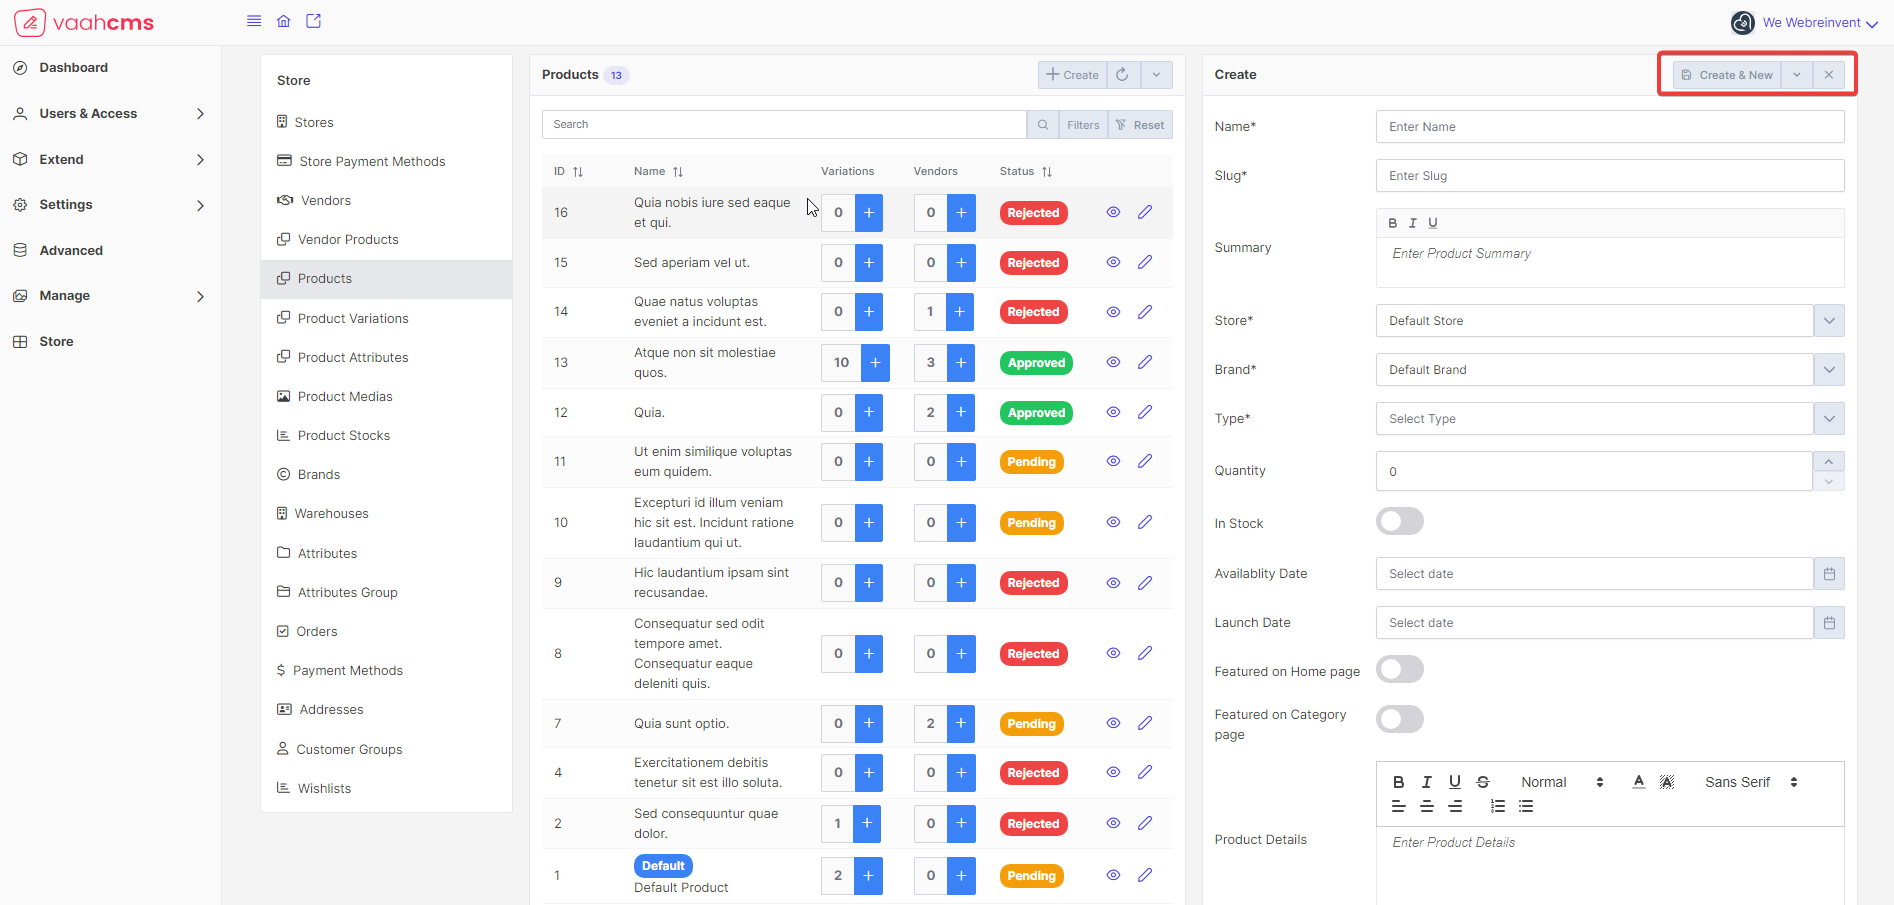 vaahcms
We Webreinvent
Dashboard
Users & Access
Extend
Settings
Advanced
Manage
Store
Store
Stores
Store Payment Methods
Vendors
Vendor Products
Products
Product Variations
Product Attributes
Product Medias
Product Stocks
Brands
Warehouses
Attributes
Attributes Group
Orders
Payment Methods
Addresses
Customer Groups
Wishlists
Products 13
Create
Search
Filters
Reset
ID Name Variations Vendors Status
16 Quia nobis iure sed eaque 0 + 0 + Rejected
et qui.
15 Sed aperiam vel ut. 0 + 0 + Rejected
14 Quae natus voluptas 0 + 1 + Rejected
eveniet a incidunt est.
13 Atque non sit molestiae 10 + 3 + Approved
quos.
12 Quia. 0 + 2 + Approved
11 Ut enim similique voluptas 0 + 0 + Pending
eum quidem.
10 Excepturi id illum veniam 0 + 0 + Pending
hic sit est. Incidunt ratione
laudantium qui ut.
9 Hic laudantium ipsam sint 0 + 0 + Rejected
recusandae.
8 Consequatur sed odit 0 + 0 + Rejected
tempore amet.
Consequatur eaque
deleniti quis.
7 Quia sunt optio. 0 + 2 + Pending
4 Exercitationem debitis 0 + 0 + Rejected
tenetur sit est illo soluta.
2 Sed consequuntur quae 1 + 0 + Rejected
dolor.
1 Default 2 + 0 + Pending
Default Product
Create
Create & New
Name* Enter Name
Slug* Enter Slug
B I U
Summary Enter Product Summary
Store* Default Store
Brand* Default Brand
Type* Select Type
Quantity 0
In Stock
Availablity Date Select date
Launch Date Select date
Featured on Home page
Featured on Category
page
B I U S Normal A A Sans Serif
Product Details Enter Product Details